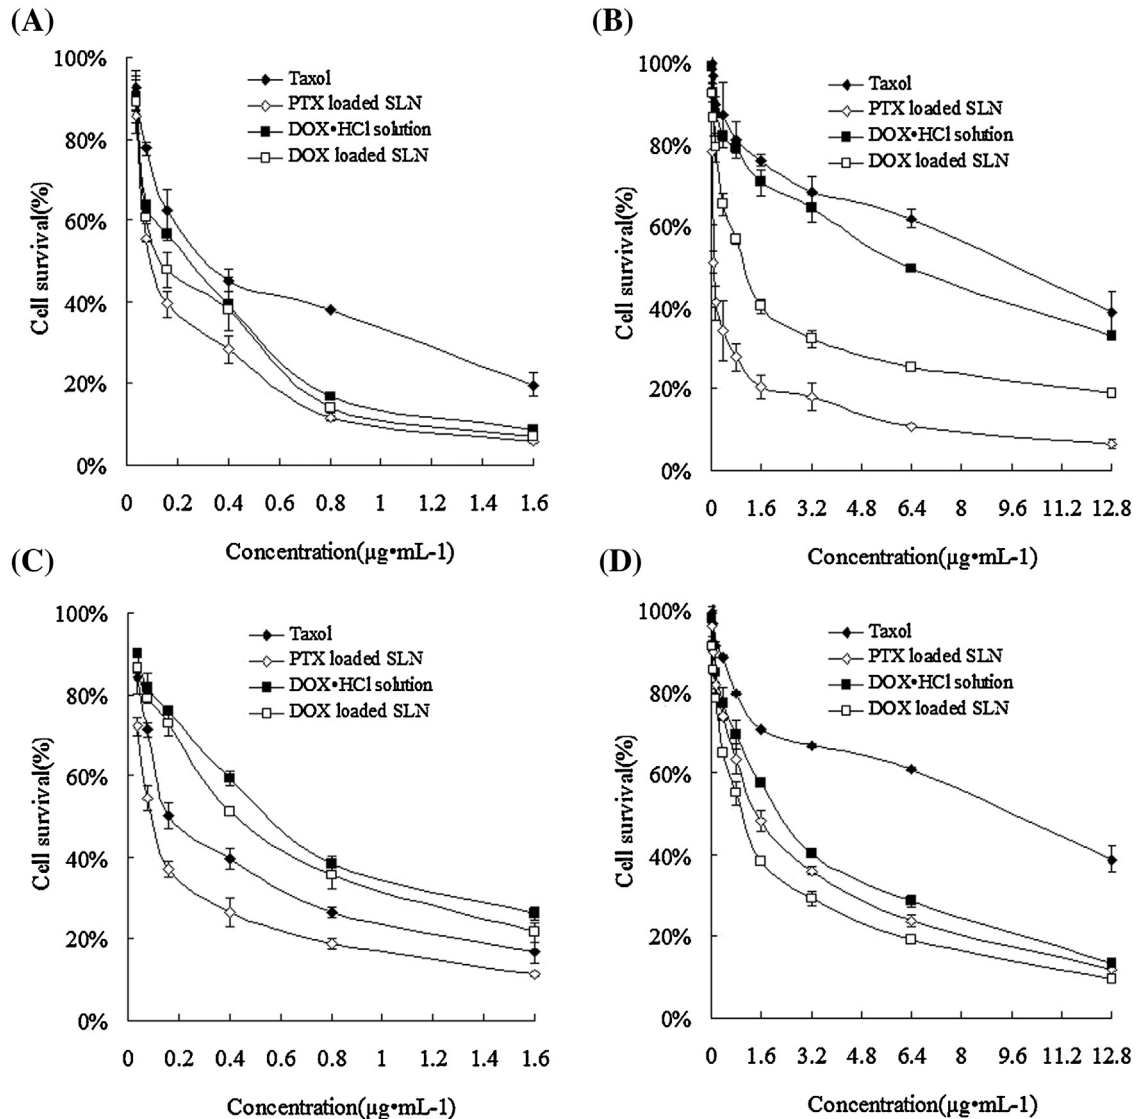 (A)
100%
80%
60%
40%
20%
0%
Cell survival(%)
Taxol
PTX loaded SLN
DOX•HCl solution
DOX loaded SLN
0 0.2 0.4 0.6 0.8 1 1.2 1.4 1.6
Concentration(µg•mL-1)
(B)
100%
80%
60%
40%
20%
0%
Cell survival(%)
Taxol
PTX loaded SLN
DOX•HCl solution
DOX loaded SLN
0 1.6 3.2 4.8 6.4 8 9.6 11.2 12.8
Concentration(µg•mL-1)
(C)
100%
80%
60%
40%
20%
0%
Cell survival(%)
Taxol
PTX loaded SLN
DOX•HCl solution
DOX loaded SLN
0 0.2 0.4 0.6 0.8 1 1.2 1.4 1.6
Concentration(µg•mL-1)
(D)
100%
80%
60%
40%
20%
0%
Cell survival(%)
Taxol
PTX loaded SLN
DOX•HCl solution
DOX loaded SLN
0 1.6 3.2 4.8 6.4 8 9.6 11.2 12.8
Concentration(µg•mL-1)